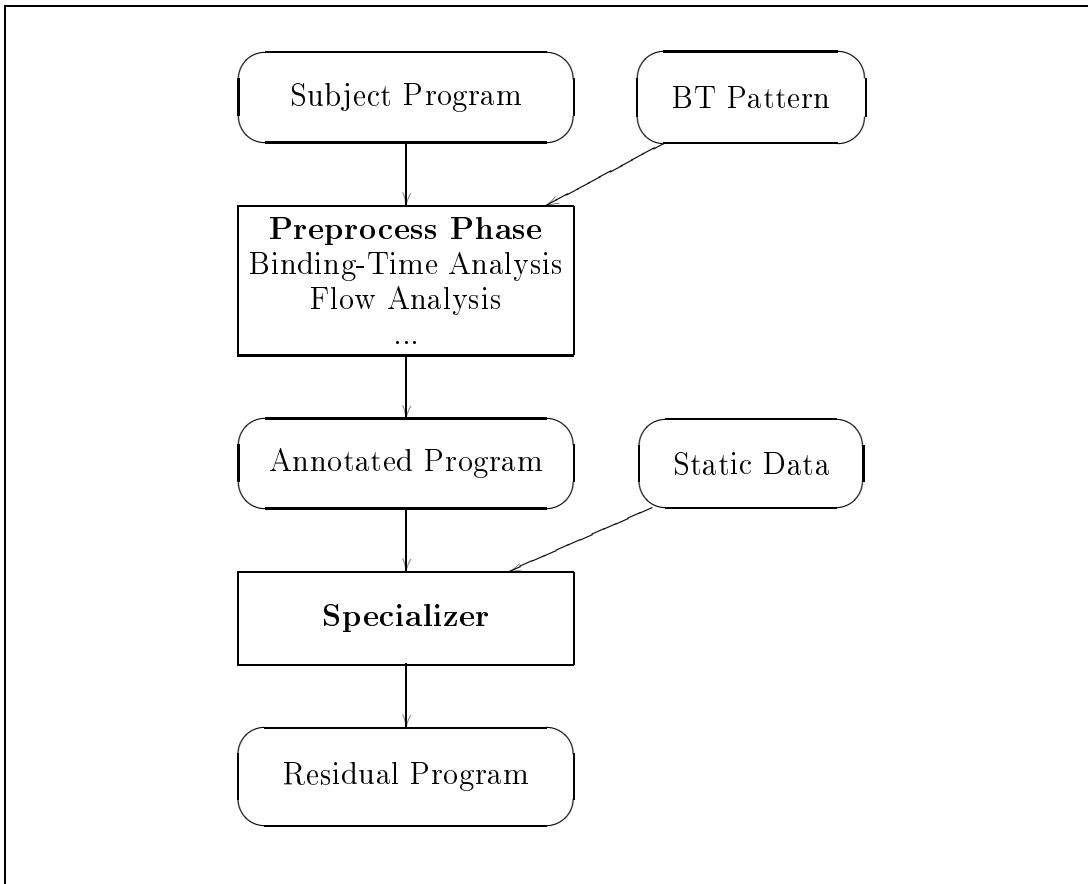 Subject Program
BT Pattern
Preprocess Phase
Binding-Time Analysis
Flow Analysis
...
Annotated Program
Static Data
Specializer
Residual Program